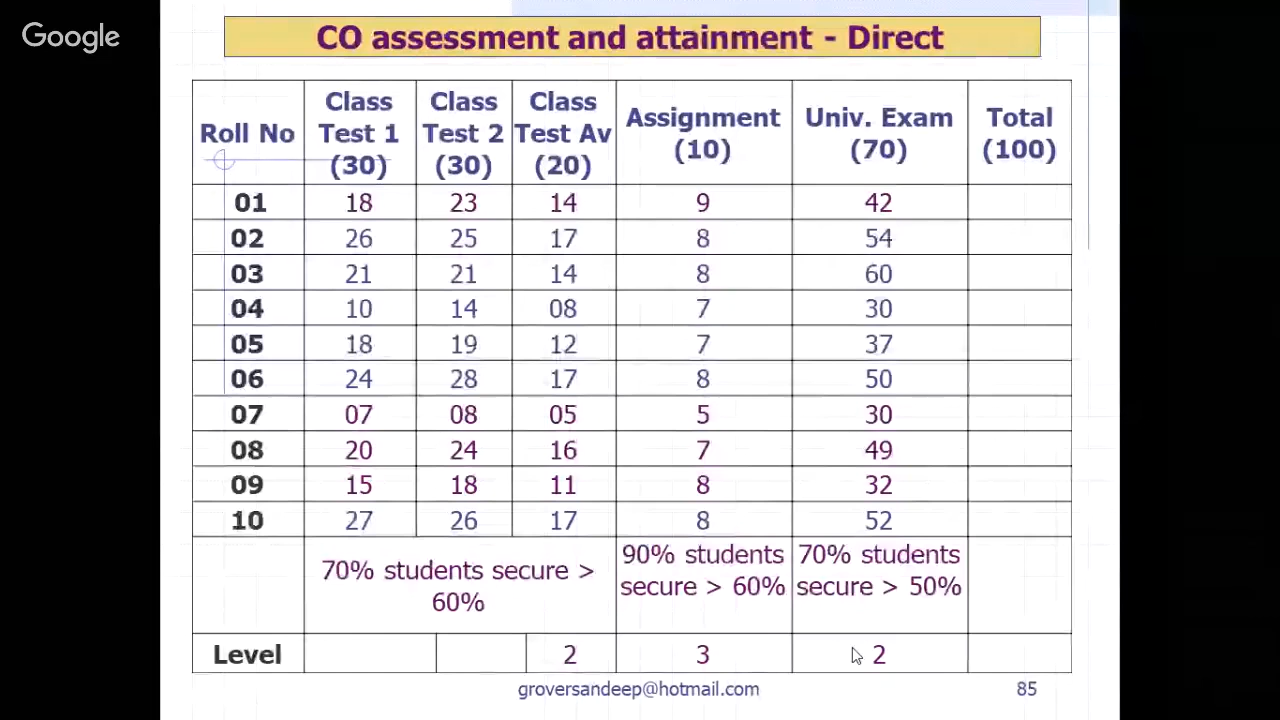 Google
CO assessment and attainment - Direct
Roll No Class Test 1 (30) Class Test 2 (30) Class Test Av (20) Assignment (10) Univ. Exam (70) Total (100)
01 18 23 14 9 42
02 26 25 17 8 54
03 21 21 14 8 60
04 10 14 08 7 30
05 18 19 12 7 37
06 24 28 17 8 50
07 07 08 05 5 30
08 20 24 16 7 49
09 15 18 11 8 32
10 27 26 17 8 52
70% students secure > 60% 90% students secure > 60% 70% students secure > 50%
Level 2 3 2
groversandeep@hotmail.com 85